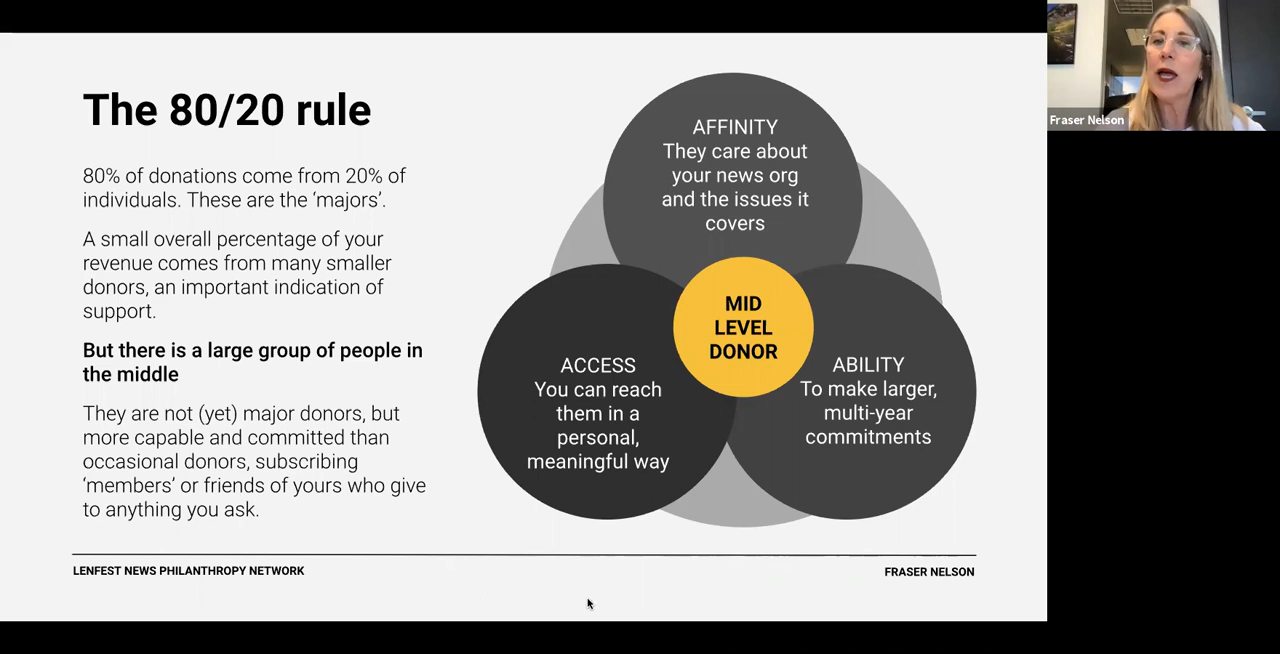 The 80/20 rule
80% of donations come from 20% of
individuals. These are the ‘majors’.
A small overall percentage of your
revenue comes from many smaller
donors, an important indication of
support.
But there is a large group of people in
the middle
They are not (yet) major donors, but
more capable and committed than
occasional donors, subscribing
‘members’ or friends of yours who give
to anything you ask.
AFFINITY
They care about
your news org
and the issues it
covers
MID
LEVEL
DONOR
ACCESS
You can reach
them in a
personal,
meaningful way
ABILITY
To make larger,
multi-year
commitments
LENFEST NEWS PHILANTHROPY NETWORK
FRASER NELSON
Fraser Nelson